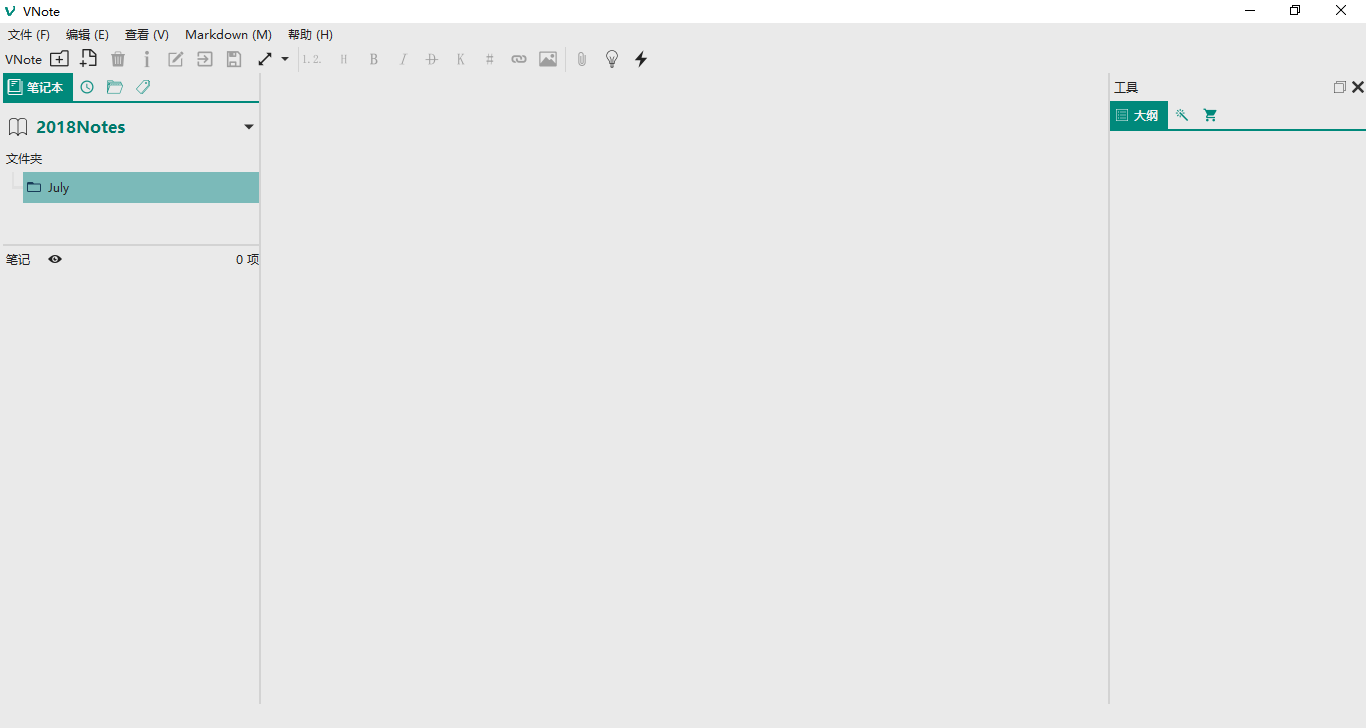 VNote
文件 (F) 编辑 (E) 查看 (V) Markdown (M) 帮助 (H)
VNote 1. 2. H B I D K #
笔记本
2018Notes
文件夹
July
笔记 0 项
工具
大纲